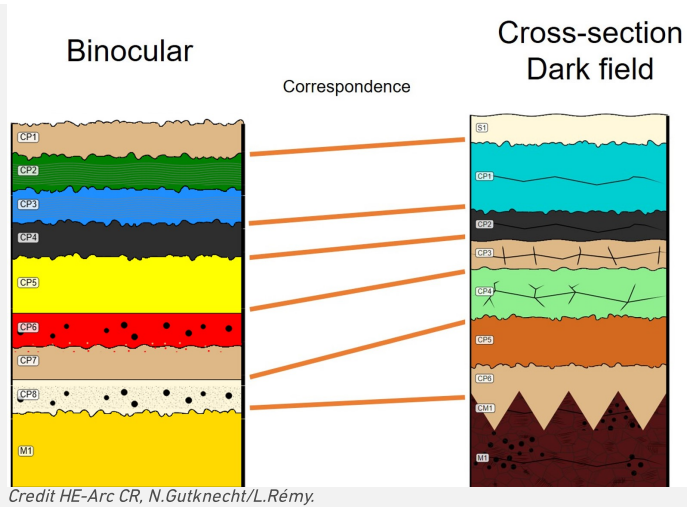 Binocular
Correspondence
Cross-section
Dark field
CP1
CP2
CP3
CP4
CP5
CP6
CP7
CP8
M1
S1
CP1
CP2
CP3
CP4
CP5
CP6
CM1
M1
Credit HE-Arc CR, N.Gutknecht/L.Rémy.